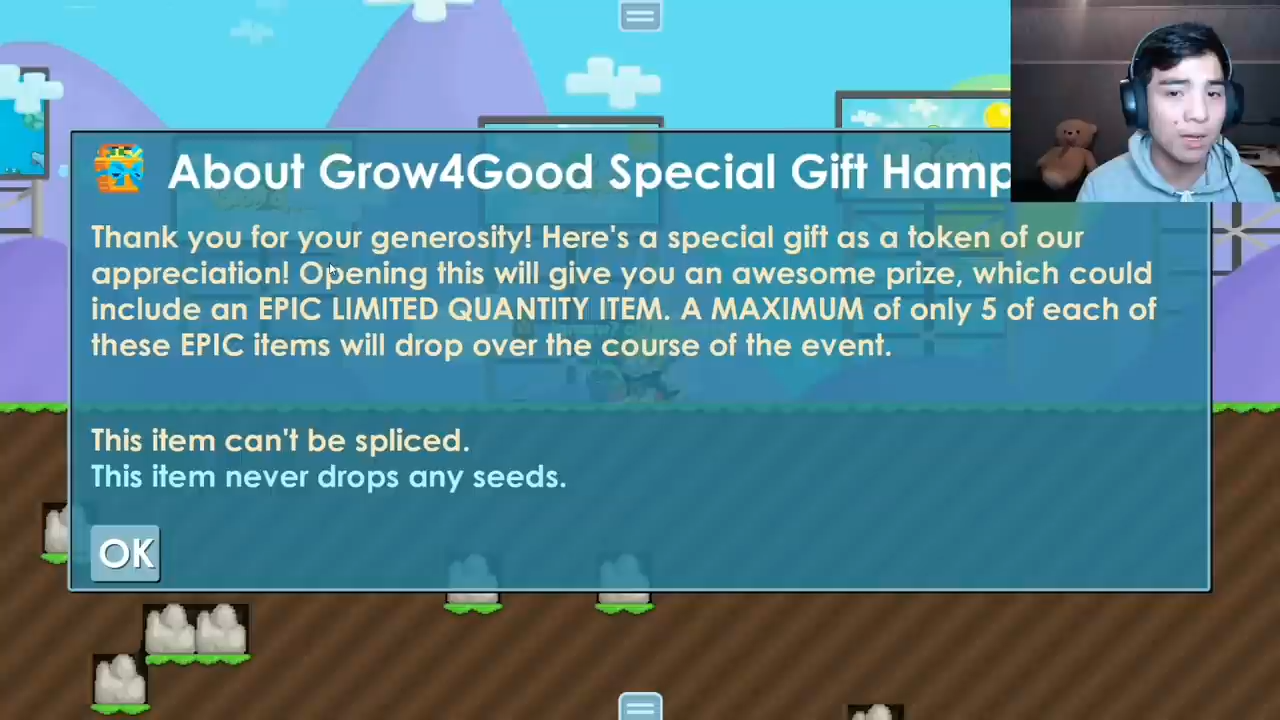 About Grow4Good Special Gift Hamp
Thank you for your generosity! Here's a special gift as a token of our
appreciation! Opening this will give you an awesome prize, which could
include an EPIC LIMITED QUANTITY ITEM. A MAXIMUM of only 5 of each of
these EPIC items will drop over the course of the event.
This item can't be spliced.
This item never drops any seeds.
OK